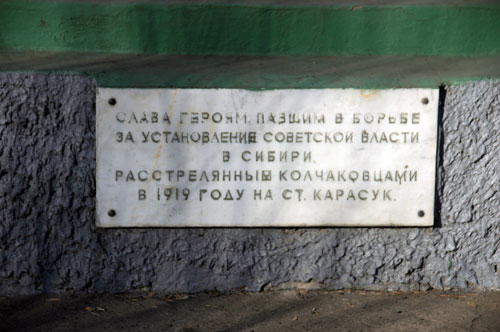 СЛАВА ГЕРОЯМ, ПАВШИМ В БОРЬБЕ
ЗА УСТАНОВЛЕНИЕ СОВЕТСКОЙ ВЛАСТИ
В СИБИРИ,
РАССТРЕЛЯННЫМ КОЛЧАКОВЦАМИ
В 1919 ГОДУ НА СТ. КАРАСУК.